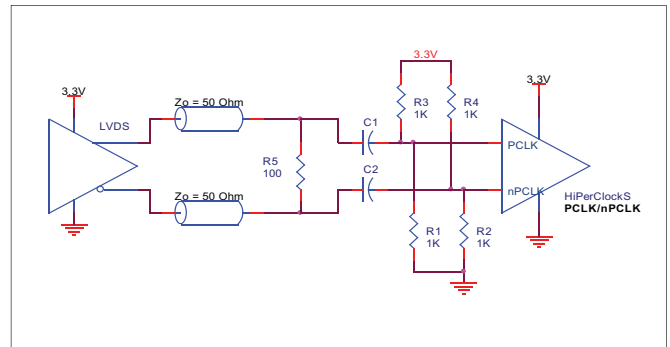 3.3V
3.3V
3.3V
Zo = 50 Ohm
LVDS
R3
1K
R4
1K
C1
PCLK
R5
100
C2
nPCLK
Zo = 50 Ohm
HiPerClockS
PCLK/nPCLK
R1
1K
R2
1K